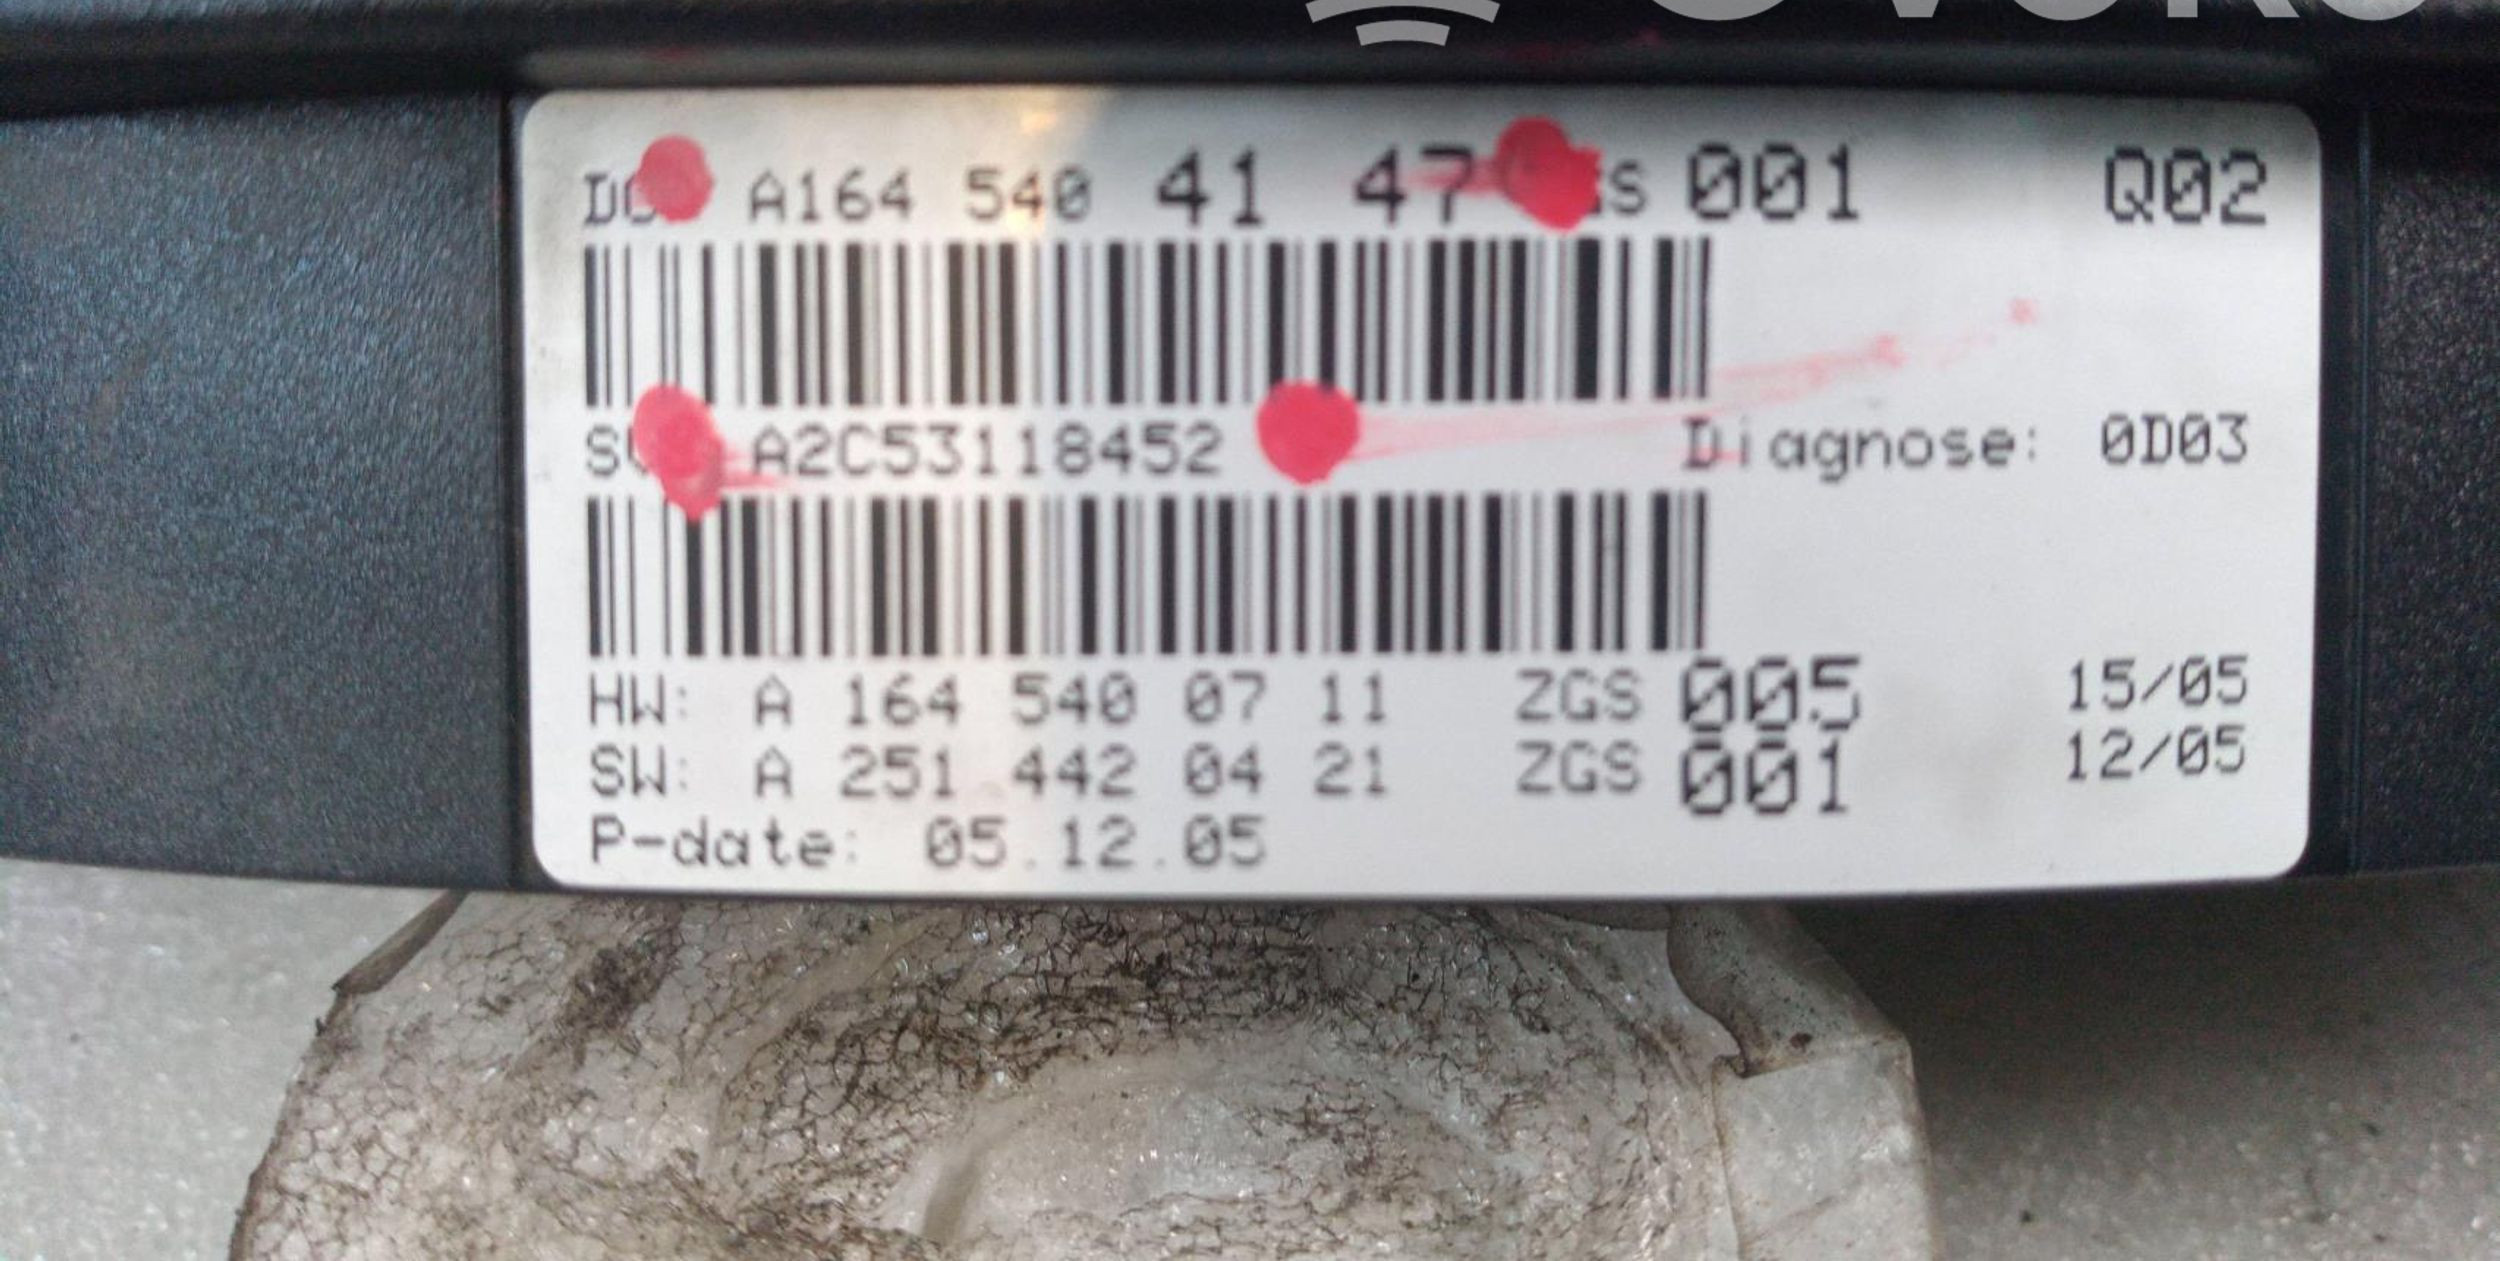 A164 540 41 47 001 Q02
A2C53118452 Diagnose: 0D03
HW: A 164 540 07 11 ZGS 005 15/05
SW: A 251 442 04 21 ZGS 001 12/05
P-date: 05.12.05